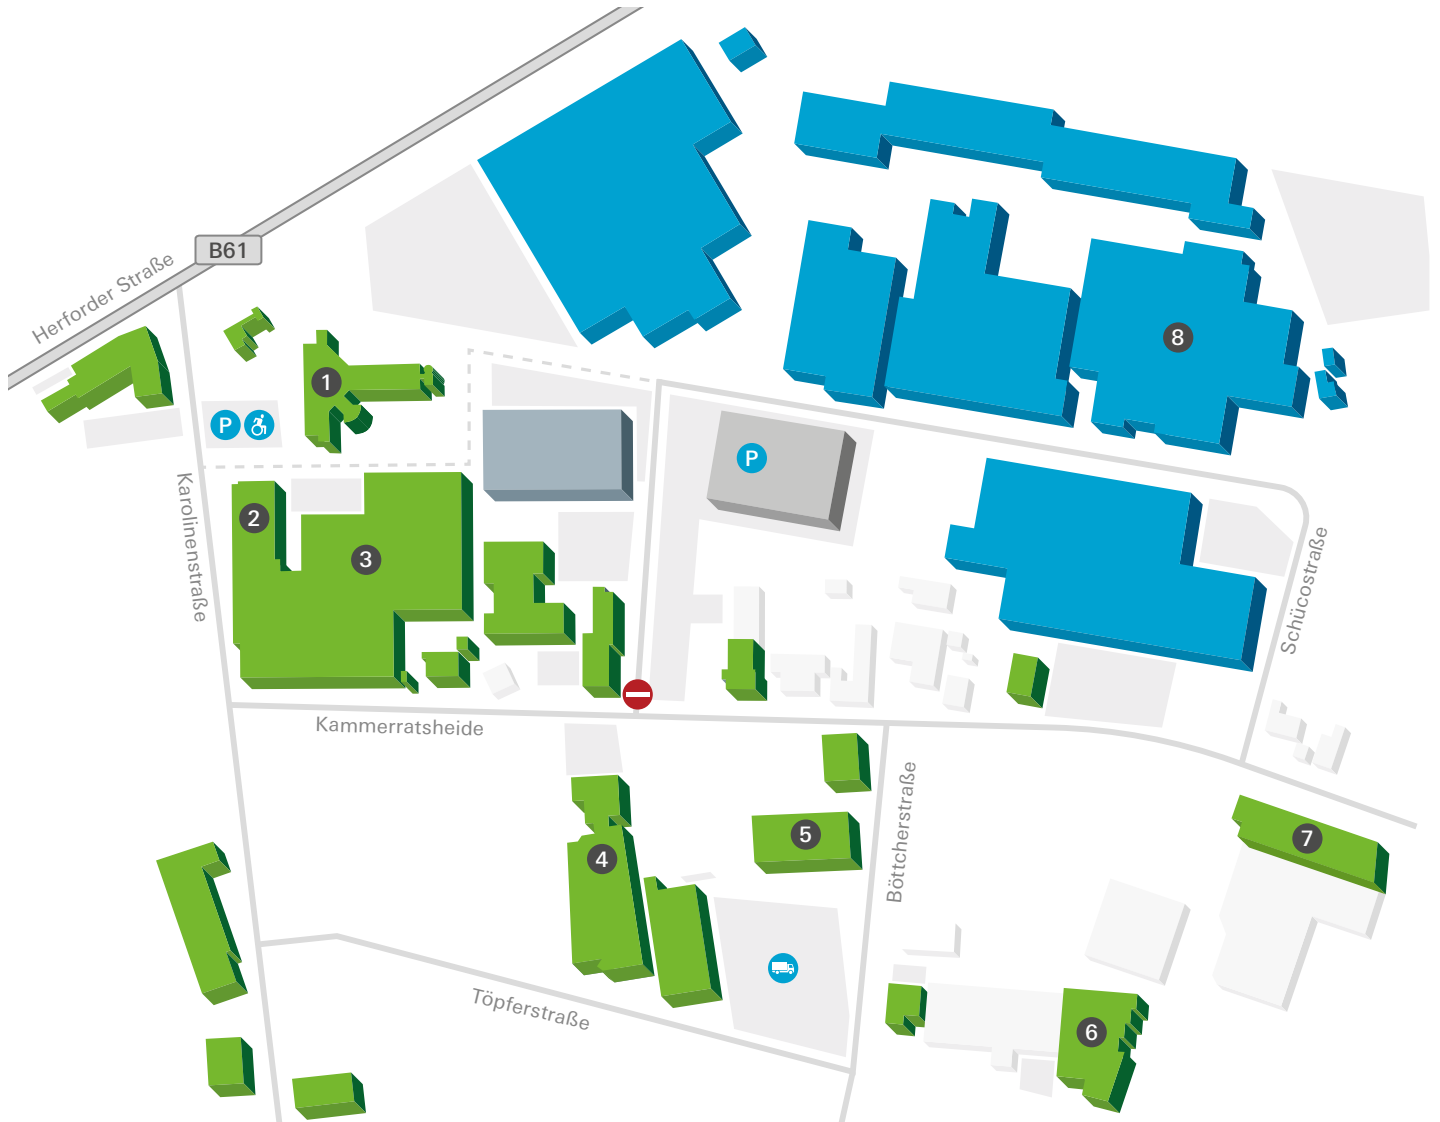 B61
Herforder Straße
1
P
8
P
Karolinenstraße
2
3
Schücostraße
Kammerratsheide
Böttcherstraße
5
7
4
Töpferstraße
6